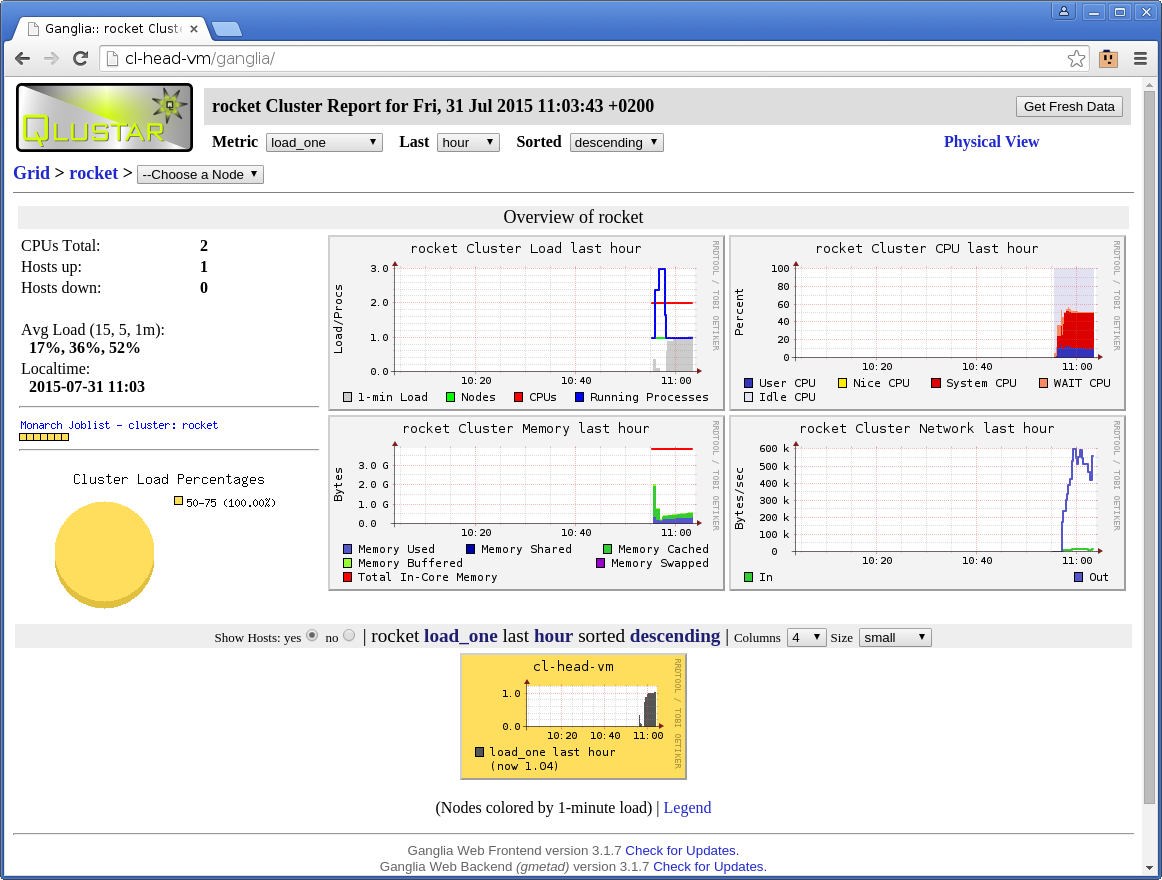 Ganglia:: rocket Clust
cl-head-vm/ganglia/
QLUSTAR
rocket Cluster Report for Fri, 31 Jul 2015 11:03:43 +0200
Get Fresh Data
Metric load_one Last hour Sorted descending
Physical View
Grid > rocket > --Choose a Node
Overview of rocket
CPUs Total: 2
Hosts up: 1
Hosts down: 0
Avg Load (15, 5, 1m):
17%, 36%, 52%
Localtime:
2015-07-31 11:03
Monarch Joblist - cluster: rocket
Cluster Load Percentages
50-75 (100.00%)
rocket Cluster Load last hour
RRDTOOL / TOBI OETIKER
Load/Procs
3.0
2.0
1.0
0.0
10:20 10:40 11:00
1-min Load Nodes CPUs Running Processes
rocket Cluster CPU last hour
RRDTOOL / TOBI OETIKER
Percent
100
80
60
40
20
0
10:20 10:40 11:00
User CPU Nice CPU System CPU WAIT CPU
Idle CPU
rocket Cluster Memory last hour
RRDTOOL / TOBI OETIKER
Bytes
3.0 G
2.0 G
1.0 G
0.0
10:20 10:40 11:00
Memory Used Memory Shared Memory Cached
Memory Buffered Memory Swapped
Total In-Core Memory
rocket Cluster Network last hour
RRDTOOL / TOBI OETIKER
Bytes/sec
600 k
500 k
400 k
300 k
200 k
100 k
0
10:20 10:40 11:00
In Out
Show Hosts: yes no | rocket load_one last hour sorted descending | Columns 4 Size small
cl-head-vm
RRDTOOL / TOBI OETIKER
1.0
0.0
10:20 10:40 11:00
load_one last hour
(now 1.04)
(Nodes colored by 1-minute load) | Legend
Ganglia Web Frontend version 3.1.7 Check for Updates.
Ganglia Web Backend (gmetad) version 3.1.7 Check for Updates.